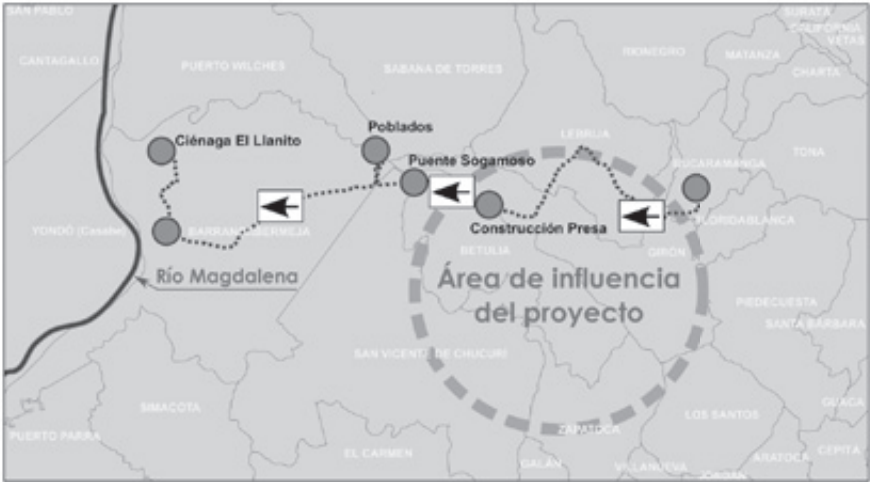 SAN PABLO
SURATA
CALIFORNIA
VETAS
CANTAGALLO
PUERTO WILCHES
SABANA DE TORRES
RIONEGRO
MATANZA
CHARTA
Poblados
Ciénaga El Llanito
LEBRIJA
TONA
Puente Sogamoso
BUCARAMANGA
Construcción Presa
FLORIDABLANCA
YONDÓ (Casabe)
BARRANCABERMEJA
BETULIA
GIRÓN
Río Magdalena
Área de influencia
del proyecto
PIEDECUESTA
SANTA BARBARA
SAN VICENTE DE CHUCURI
SIMACOTA
GUACA
LOS SANTOS
PUERTO PARRA
ZAPATOCA
EL CARMEN
CEPITA
ARATOCA
GALÁN
VILLANUEVA
JORDAN